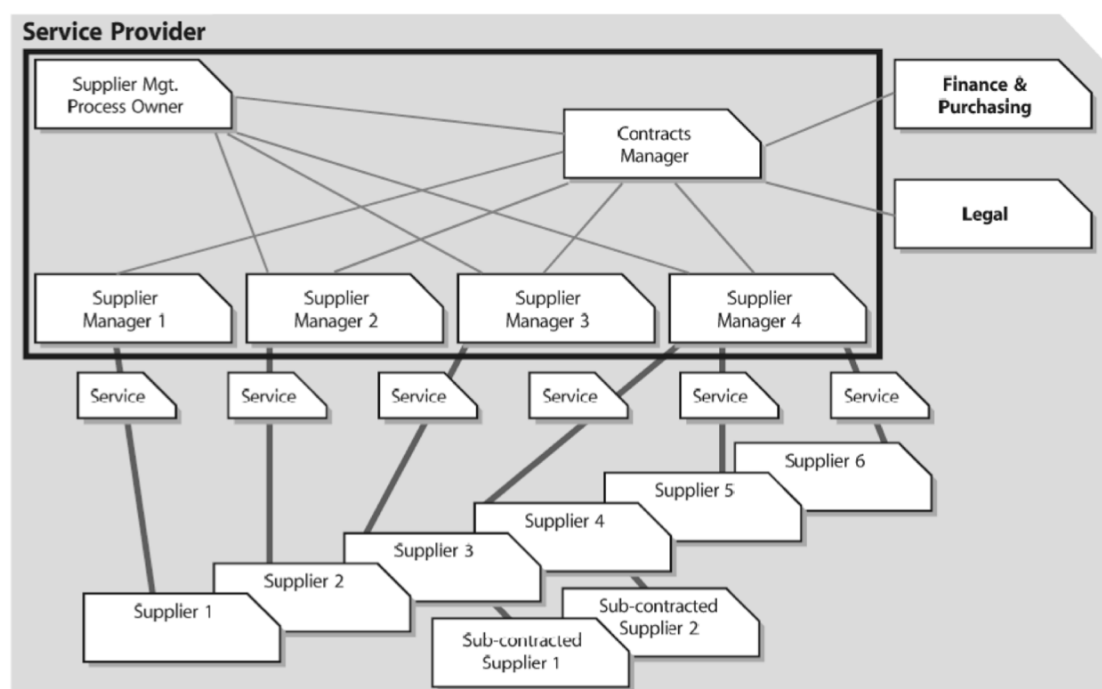 Service Provider
Supplier Mgt.
Process Owner
Finance &
Purchasing
Contracts
Manager
Legal
Supplier
Manager 1
Supplier
Manager 2
Supplier
Manager 3
Supplier
Manager 4
Service
Service
Service
Service
Service
Service
Supplier 6
Supplier 5
Supplier 4
Supplier 3
Supplier 2
Supplier 1
Sub-contracted
Supplier 2
Sub-contracted
Supplier 1